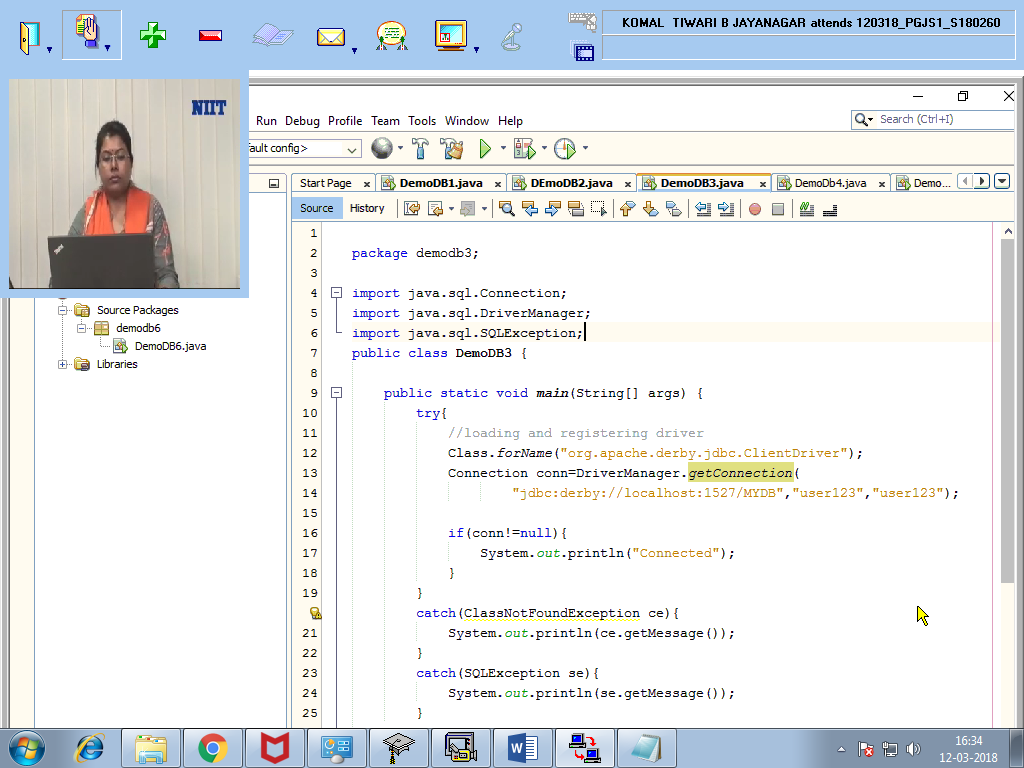 KOMAL TIWARI B JAYANAGAR attends 120318_PGJS1_S180260
NIIT
Run Debug Profile Team Tools Window Help
Search (Ctrl+I)
ault config>
Start Page DemoDB1.java DEmoDB2.java DemoDB3.java DemoDb4.java Demo...
Source History
Source Packages
demodb6
DemoDB6.java
Libraries
1
2 package demodb3;
3
4 import java.sql.Connection;
5 import java.sql.DriverManager;
6 import java.sql.SQLException;
7 public class DemoDB3 {
8
9 public static void main(String[] args) {
10 try{
11 //loading and registering driver
12 Class.forName("org.apache.derby.jdbc.ClientDriver");
13 Connection conn=DriverManager.getConnection(
14 "jdbc:derby://localhost:1527/MYDB","user123","user123");
15
16 if(conn!=null){
17 System.out.println("Connected");
18 }
19 }
catch(ClassNotFoundException ce){
21 System.out.println(ce.getMessage());
22 }
23 catch(SQLException se){
24 System.out.println(se.getMessage());
25 }
16:34
12-03-2018